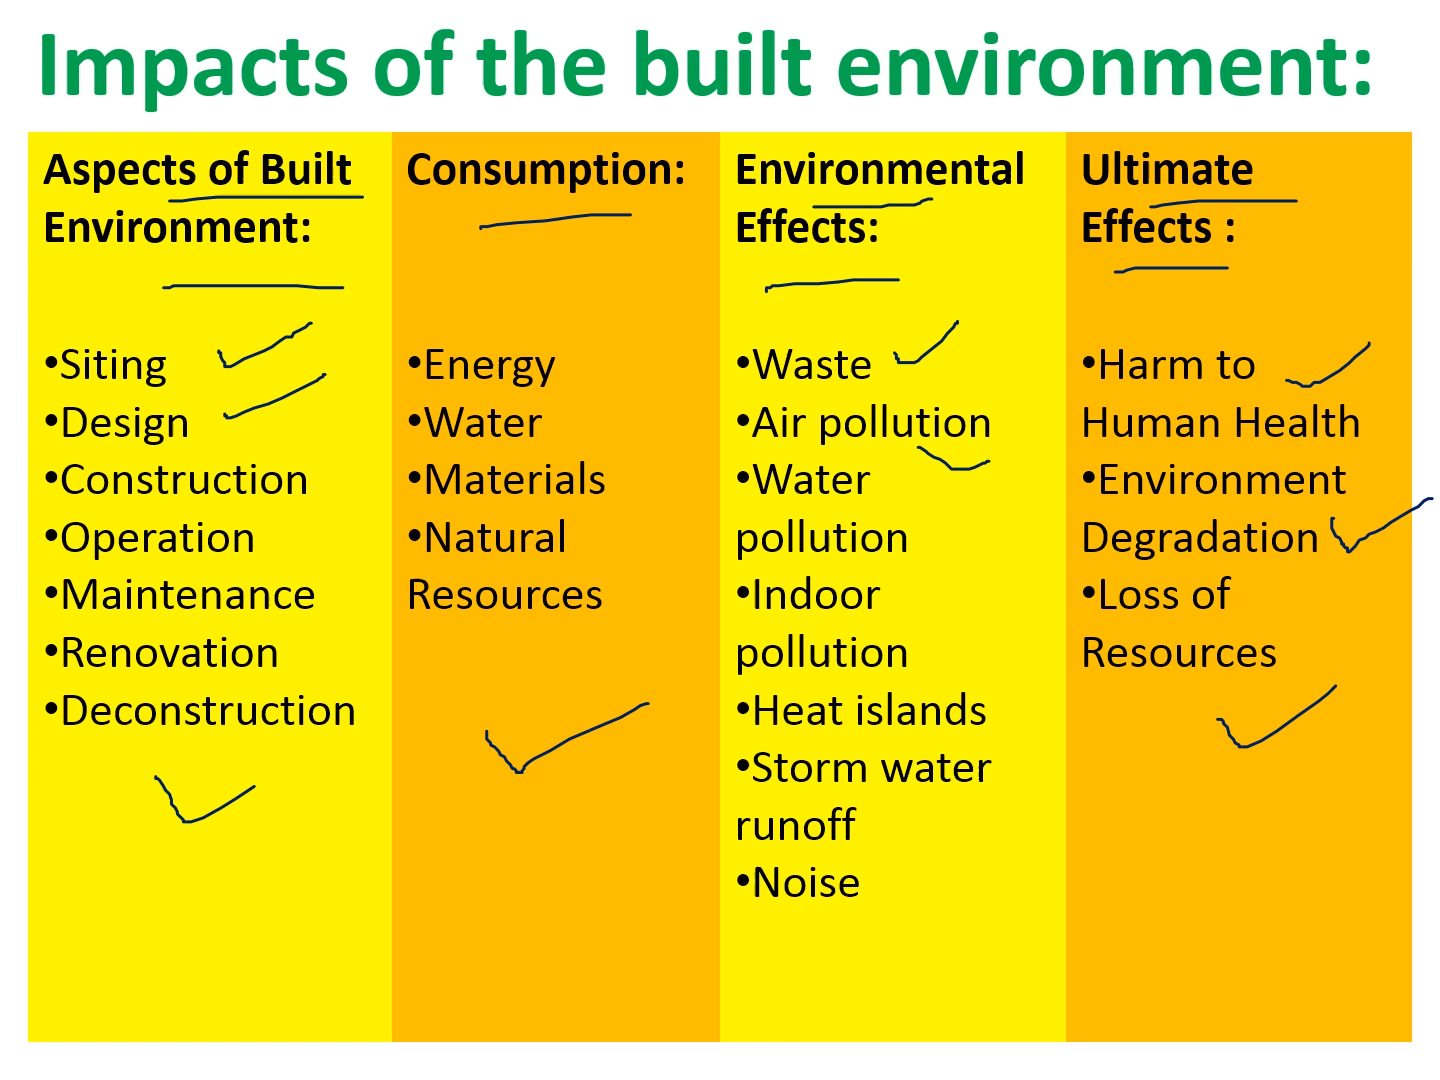 Impacts of the built environment:
Aspects of Built
Environment:
•Siting
•Design
•Construction
•Operation
•Maintenance
•Renovation
•Deconstruction
Consumption:
•Energy
•Water
•Materials
•Natural
Resources
Environmental
Effects:
•Waste
•Air pollution
•Water
pollution
•Indoor
pollution
•Heat islands
•Storm water
runoff
•Noise
Ultimate
Effects :
•Harm to
Human Health
•Environment
Degradation
•Loss of
Resources